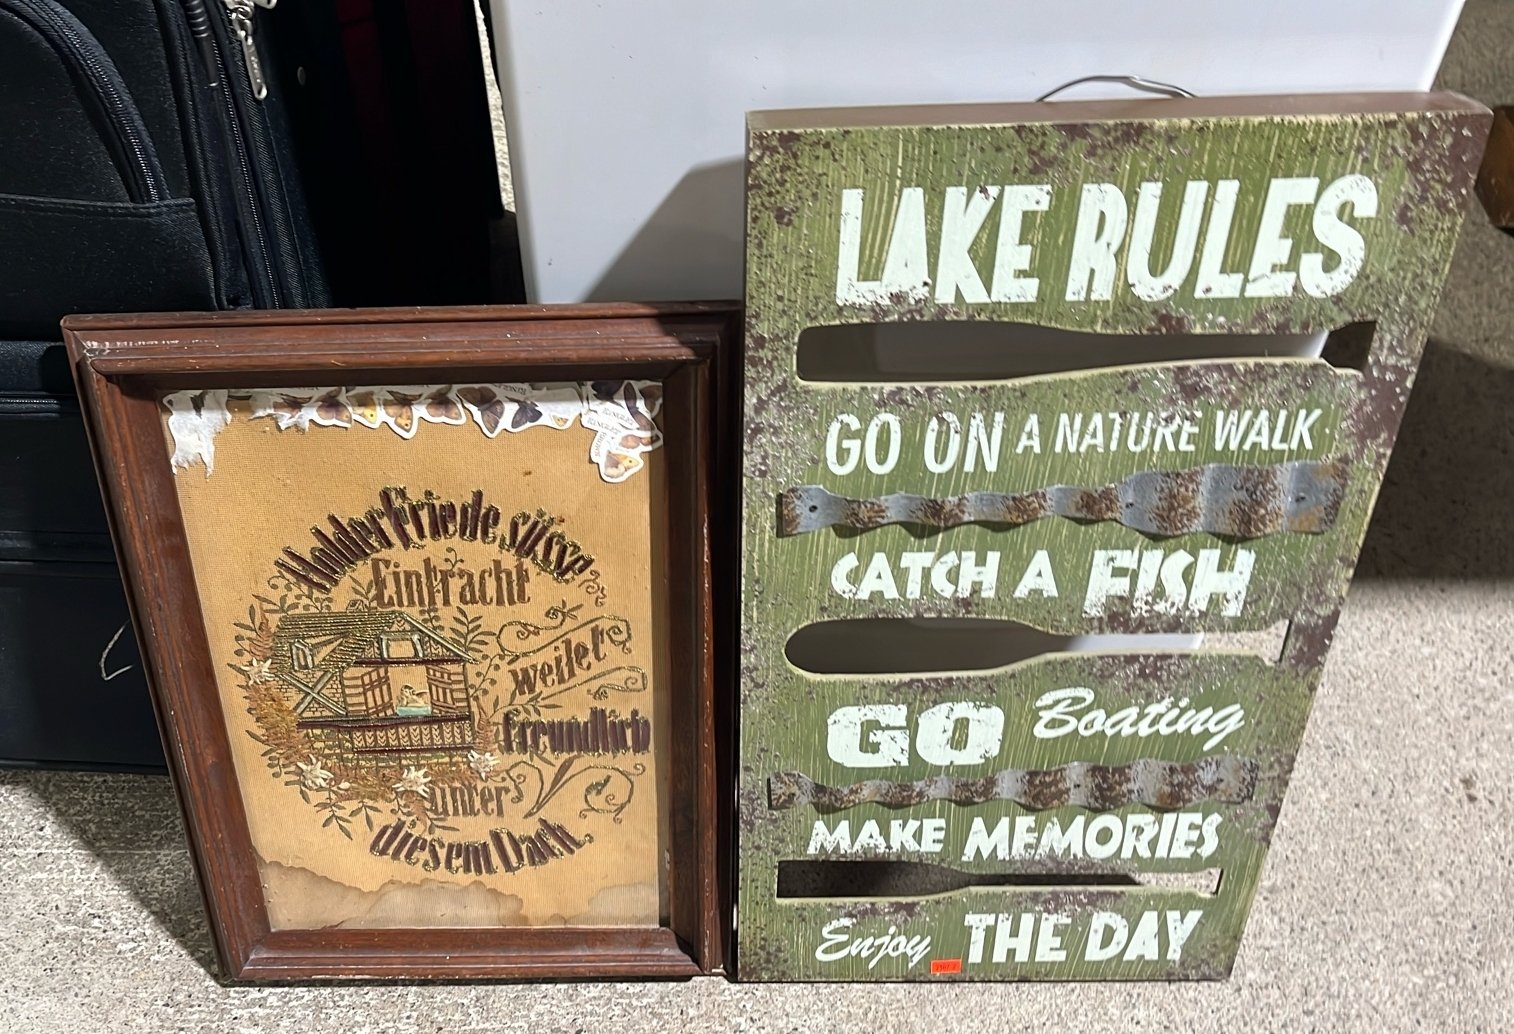 Holder Friede süsse
Eintracht
weilet
freundlich
unter
diesem Dach.
LAKE RULES
GO ON A NATURE WALK
CATCH A FISH
GO Boating
MAKE MEMORIES
Enjoy THE DAY